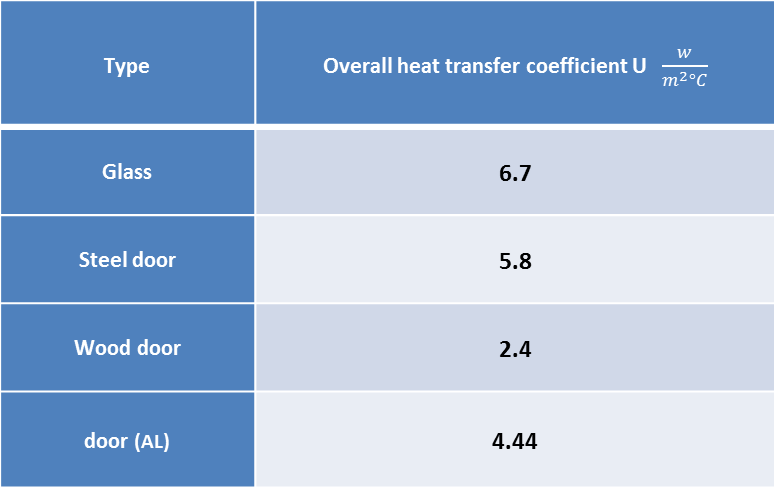 Type
Overall heat transfer coefficient U w/m²°C
Glass
6.7
Steel door
5.8
Wood door
2.4
door (AL)
4.44